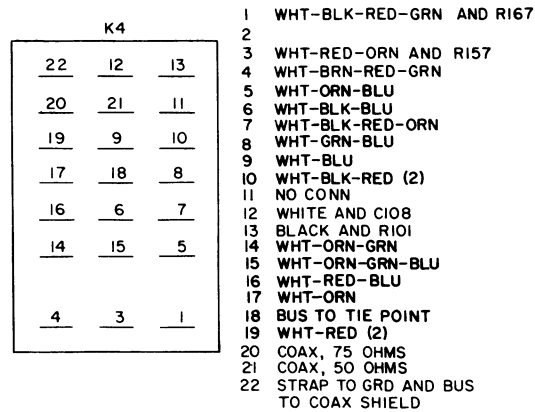 K4
22 12 13
20 21 11
19 9 10
17 18 8
16 6 7
14 15 5
4 3 1
1 WHT-BLK-RED-GRN AND R167
2
3 WHT-RED-ORN AND R157
4 WHT-BRN-RED-GRN
5 WHT-ORN-BLU
6 WHT-BLK-BLU
7 WHT-BLK-RED-ORN
8 WHT-GRN-BLU
9 WHT-BLU
10 WHT-BLK-RED (2)
11 NO CONN
12 WHITE AND C108
13 BLACK AND R101
14 WHT-ORN-GRN
15 WHT-ORN-GRN-BLU
16 WHT-RED-BLU
17 WHT-ORN
18 BUS TO TIE POINT
19 WHT-RED (2)
20 COAX, 75 OHMS
21 COAX, 50 OHMS
22 STRAP TO GRD AND BUS
TO COAX SHIELD